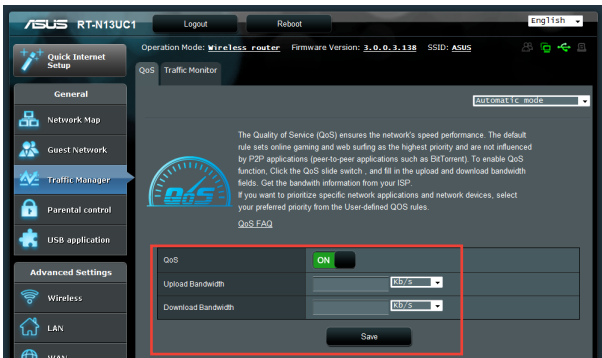 ASUS RT-N13UC1 Logout Reboot English
Operation Mode: Wireless router Firmware Version: 3.0.0.3.138 SSID: ASUS
Quick Internet
Setup
QoS Traffic Monitor
General
Automatic mode
Network Map
Guest Network
Traffic Manager
Parental control
USB application
The Quality of Service (QoS) ensures the network's speed performance. The default
rule sets online gaming and web surfing as the highest priority and are not influenced
by P2P applications (peer-to-peer applications such as BitTorrent). To enable QoS
function, Click the QoS slide switch , and fill in the upload and download bandwidth
fields. Get the bandwith information from your ISP.
If you want to prioritize specific network applications and network devices, select
your preferred priority from the User-defined QOS rules.
QoS FAQ
QoS
QoS ON
Upload Bandwidth Kb/s
Download Bandwidth Kb/s
Save
Advanced Settings
Wireless
LAN
WAN